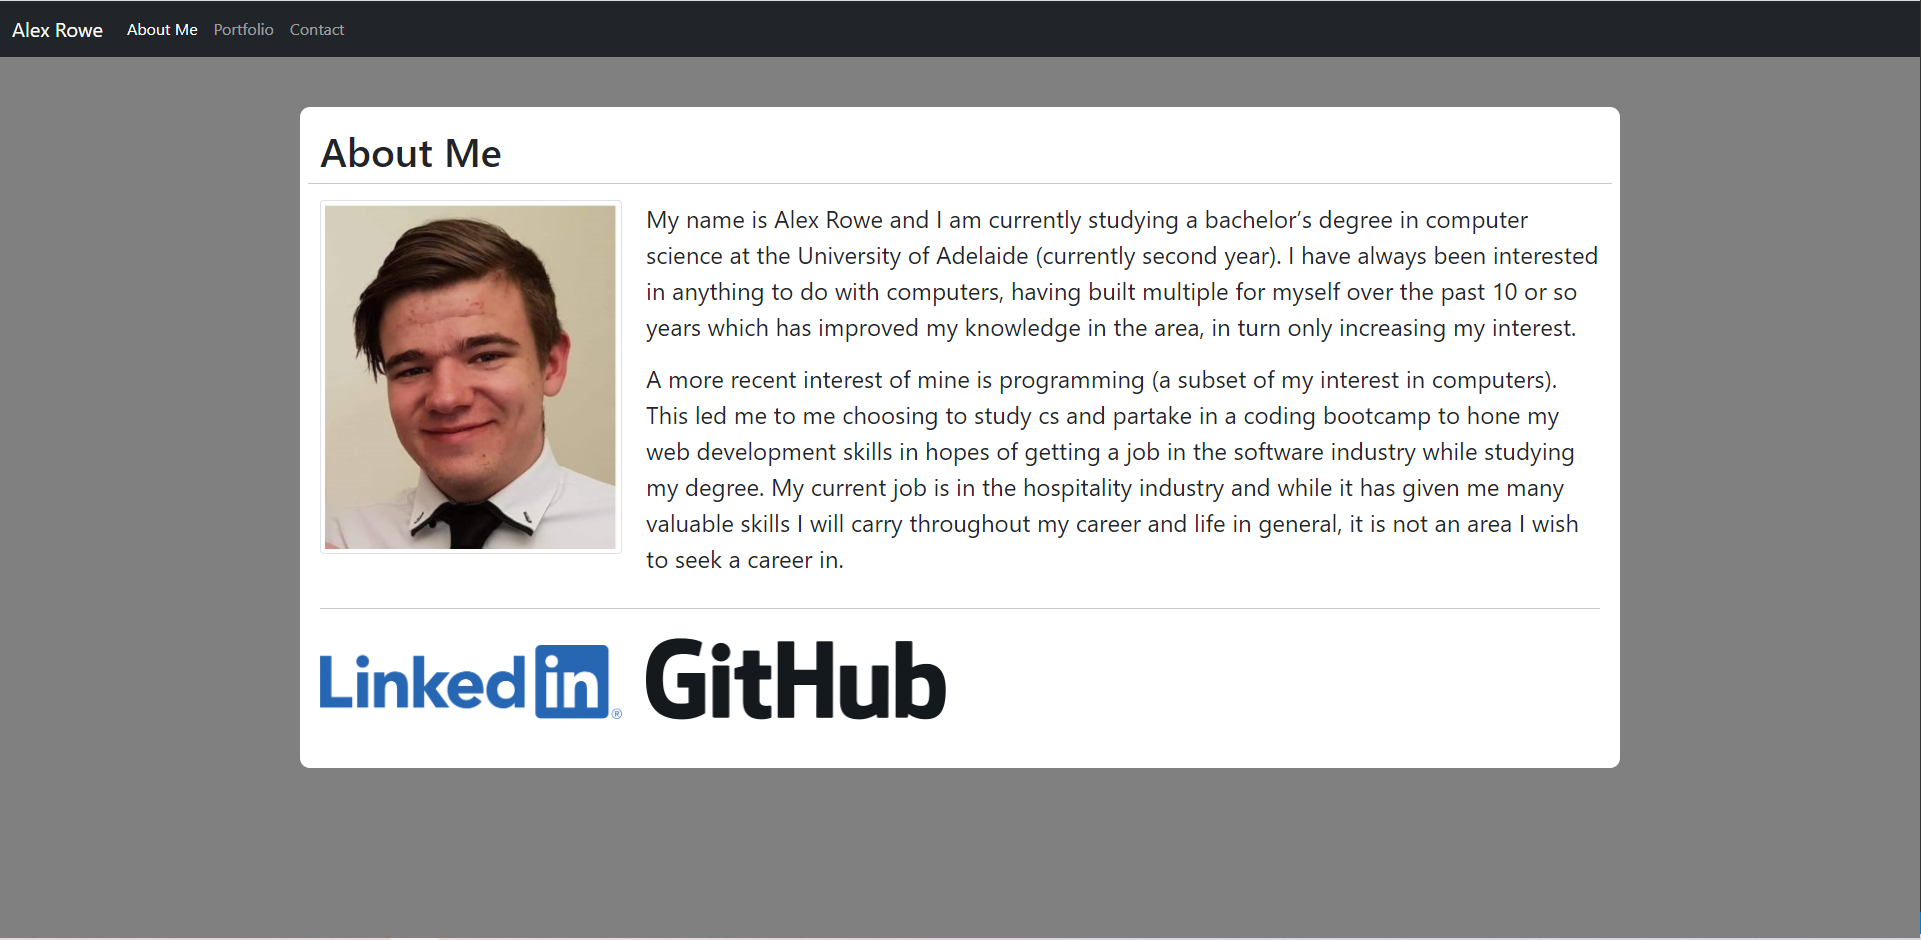 Alex Rowe About Me Portfolio Contact
About Me
My name is Alex Rowe and I am currently studying a bachelor’s degree in computer
science at the University of Adelaide (currently second year). I have always been interested
in anything to do with computers, having built multiple for myself over the past 10 or so
years which has improved my knowledge in the area, in turn only increasing my interest.
A more recent interest of mine is programming (a subset of my interest in computers).
This led me to me choosing to study cs and partake in a coding bootcamp to hone my
web development skills in hopes of getting a job in the software industry while studying
my degree. My current job is in the hospitality industry and while it has given me many
valuable skills I will carry throughout my career and life in general, it is not an area I wish
to seek a career in.
Linked in ® GitHub